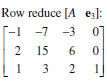 Row reduce [A e₃]:
-1 -7 -3 0
2 15 6 0
1 3 2 1